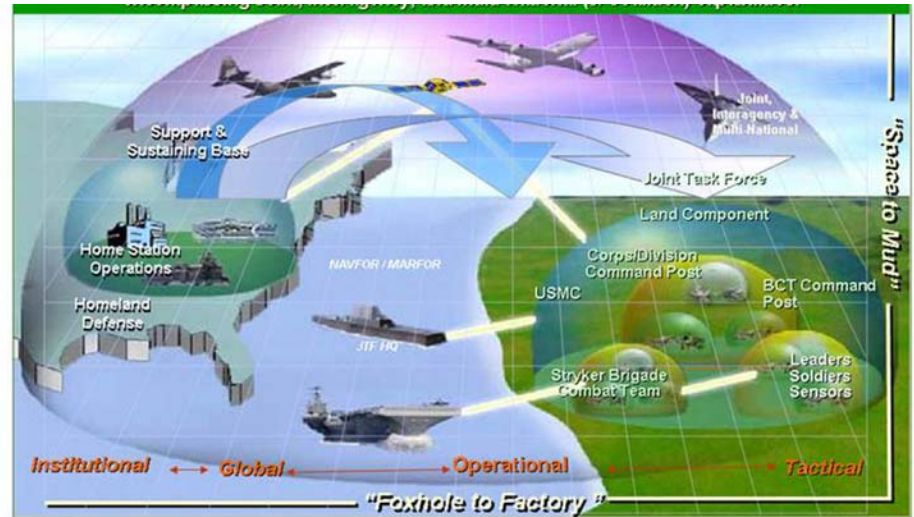 Support &
Sustaining Base
Joint,
Interagency &
Multi-National
Joint Task Force
Land Component
Home Station
Operations
NAVFOR / MARFOR
Corps/Division
Command Post
USMC
BCT Command
Post
Homeland
Defense
JTF HQ
Stryker Brigade
Combat Team
Leaders
Soldiers
Sensors
"Space to Mud"
Institutional
Global
Operational
Tactical
"Foxhole to Factory "